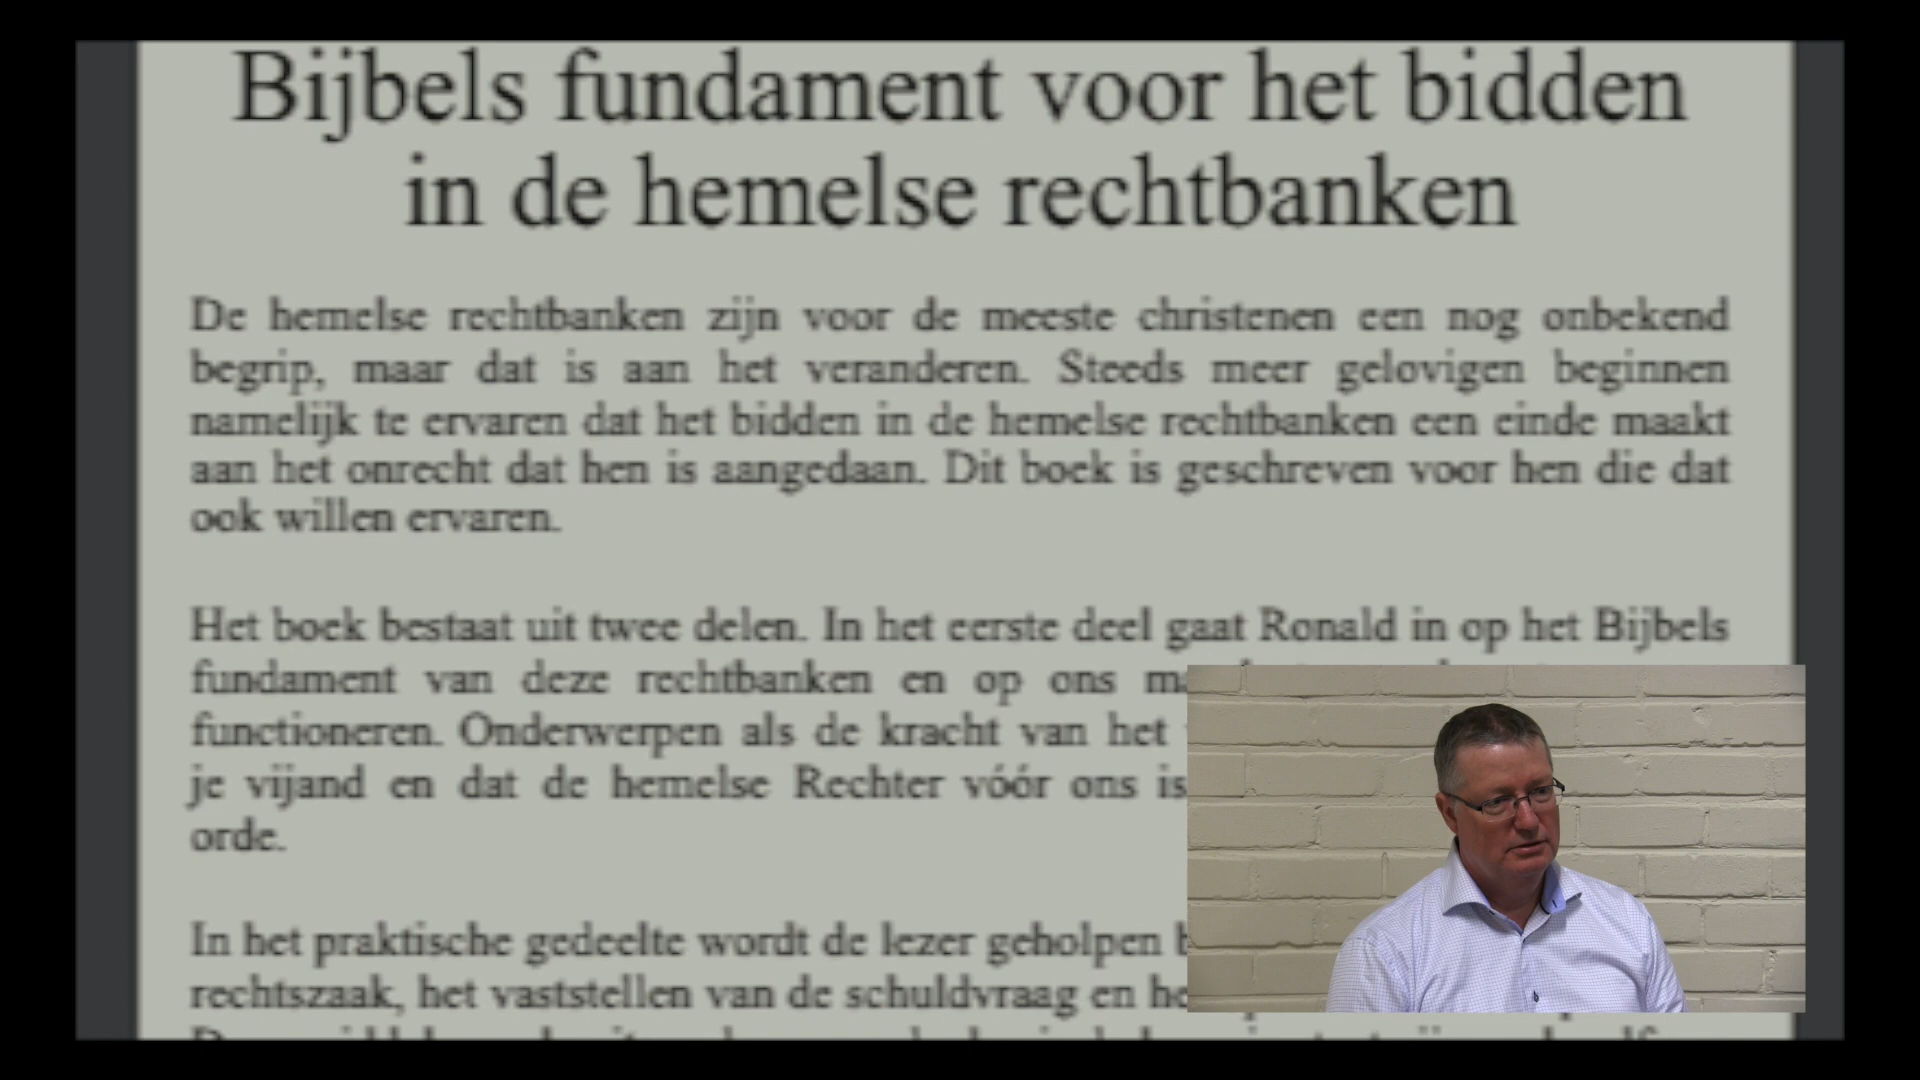 Bijbels fundament voor het bidden
in de hemelse rechtbanken
De hemelse rechtbanken zijn voor de meeste christenen een nog onbekend
begrip, maar dat is aan het veranderen. Steeds meer gelovigen beginnen
namelijk te ervaren dat het bidden in de hemelse rechtbanken een einde maakt
aan het onrecht dat hen is aangedaan. Dit boek is geschreven voor hen die dat
ook willen ervaren.
Het boek bestaat uit twee delen. In het eerste deel gaat Ronald in op het Bijbels
fundament van deze rechtbanken en op ons
functioneren. Onderwerpen als de kracht van het
je vijand en dat de hemelse Rechter vóór ons is
orde.
In het praktische gedeelte wordt de lezer geholpen
rechtszaak, het vaststellen van de schuldvraag en